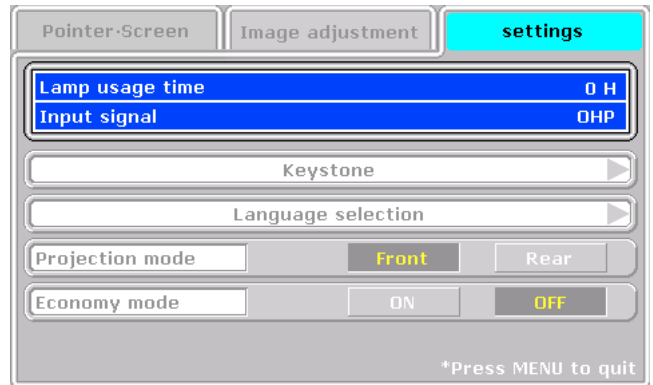 Pointer·Screen Image adjustment settings
Lamp usage time 0 H
Input signal OHP
Keystone
Language selection
Projection mode Front Rear
Economy mode ON OFF
*Press MENU to quit